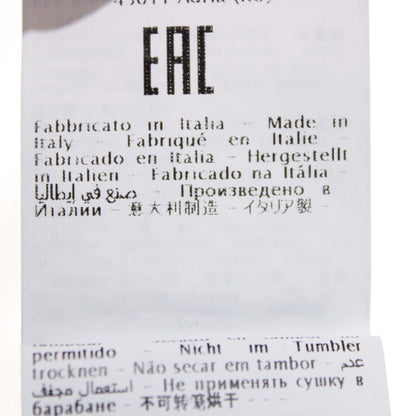 EAC
Fabbricato in Italia - Made in
Italy - Fabriqué en Italie -
Fabricado en Italia - Hergestellt
in Italien - Fabricado na Itália -
صنع في إيطاليا - Произведено в
Италии - 意大利制造 - イタリア製 -
permitido - Nicht im Tumbler
trocknen - Não secar em tambor - عدم
استعمال مجفف - Не применять сушку в
барабане - 不可转笼烘干 -